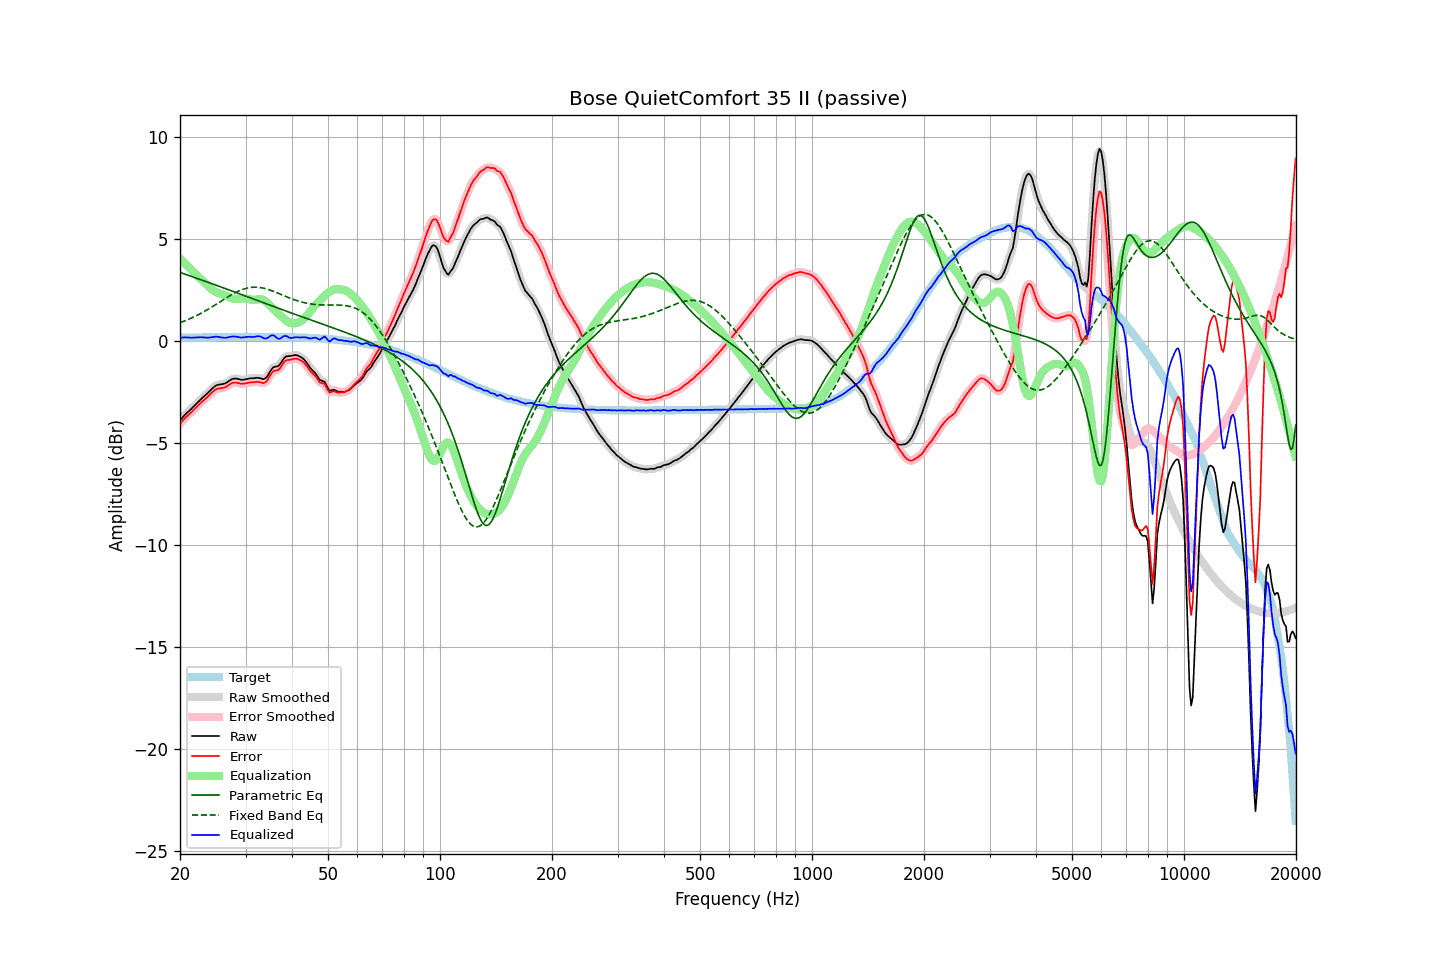 Bose QuietComfort 35 II (passive)
10
5
0
−5
−10
−15
−20
−25
Amplitude (dBr)
Target
Raw Smoothed
Error Smoothed
Raw
Error
Equalization
Parametric Eq
Fixed Band Eq
Equalized
20 50 100 200 500 1000 2000 5000 10000 20000
Frequency (Hz)